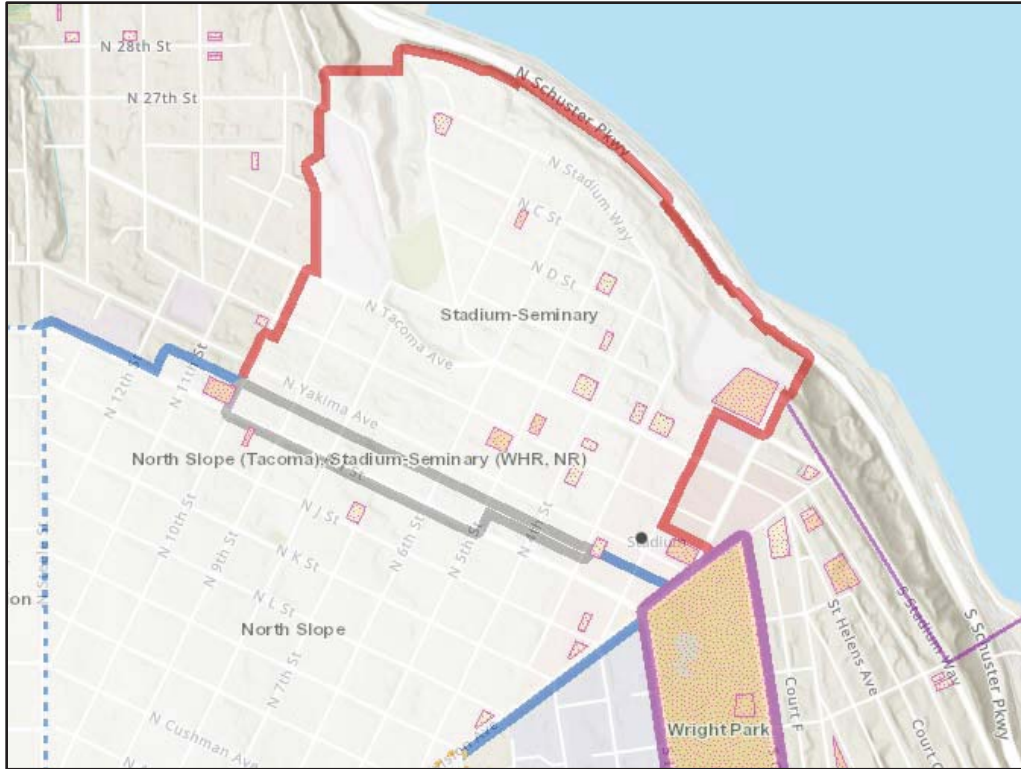 N 28th St
N 27th St
N Schuster Pkwy
N Stadium Way
N C St
N D St
Stadium-Seminary
N Tacoma Ave
N 12th St
N 11th St
N Yakima Ave
North Slope (Tacoma), Stadium-Seminary (WHR, NR)
N J St
N 10th St
N 9th St
N 6th St
N 5th St
N 4th St
Stadium
N K St
on
N L St
North Slope
N 7th St
St Helens Ave
S Stadium Way
S Schuster Pkwy
Court F
N Cushman Ave
Wright Park
Court